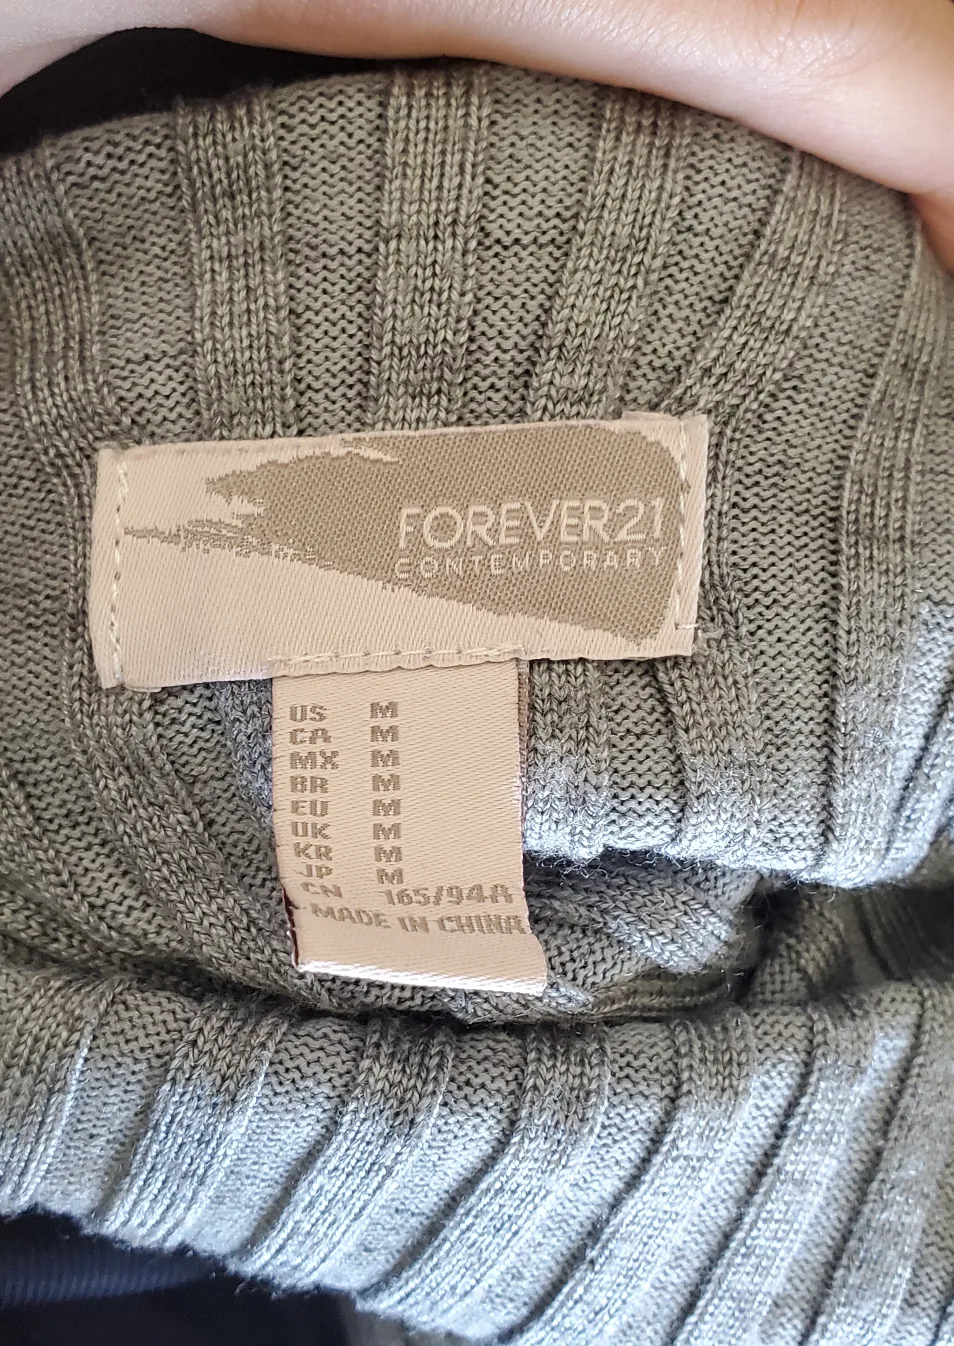 FOREVER21
CONTEMPORARY
US M
CA M
MX M
BR M
EU M
UK M
KR M
JP M
CN 165/94A
MADE IN CHINA